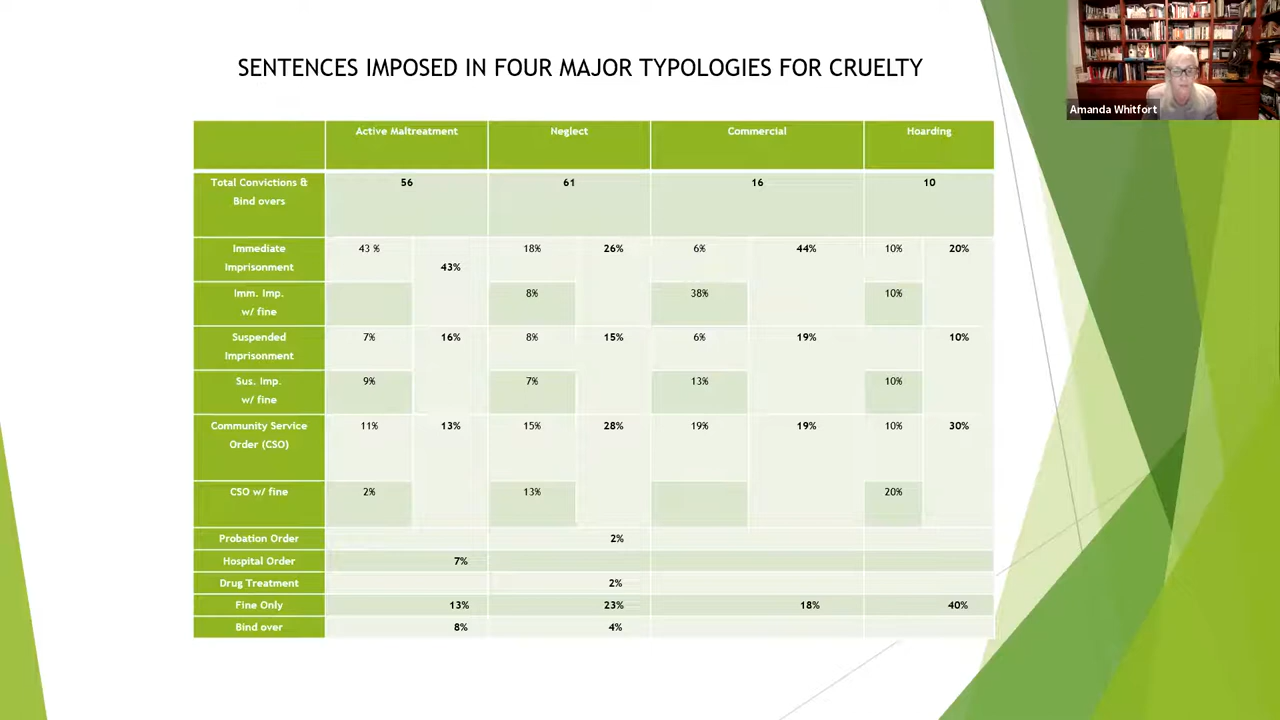 Amanda Whitfort
SENTENCES IMPOSED IN FOUR MAJOR TYPOLOGIES FOR CRUELTY
Active Maltreatment Neglect Commercial Hoarding
Total Convictions & 56 61 16 10
Bind overs
Immediate 43 % 18% 26% 6% 44% 10% 20%
Imprisonment 43%
Imm. Imp. 8% 38% 10%
w/ fine
Suspended 7% 16% 8% 15% 6% 19% 10%
Imprisonment
Sus. Imp. 9% 7% 13% 10%
w/ fine
Community Service 11% 13% 15% 28% 19% 19% 10% 30%
Order (CSO)
CSO w/ fine 2% 13% 20%
Probation Order 2%
Hospital Order 7%
Drug Treatment 2%
Fine Only 13% 23% 18% 40%
Bind over 8% 4%